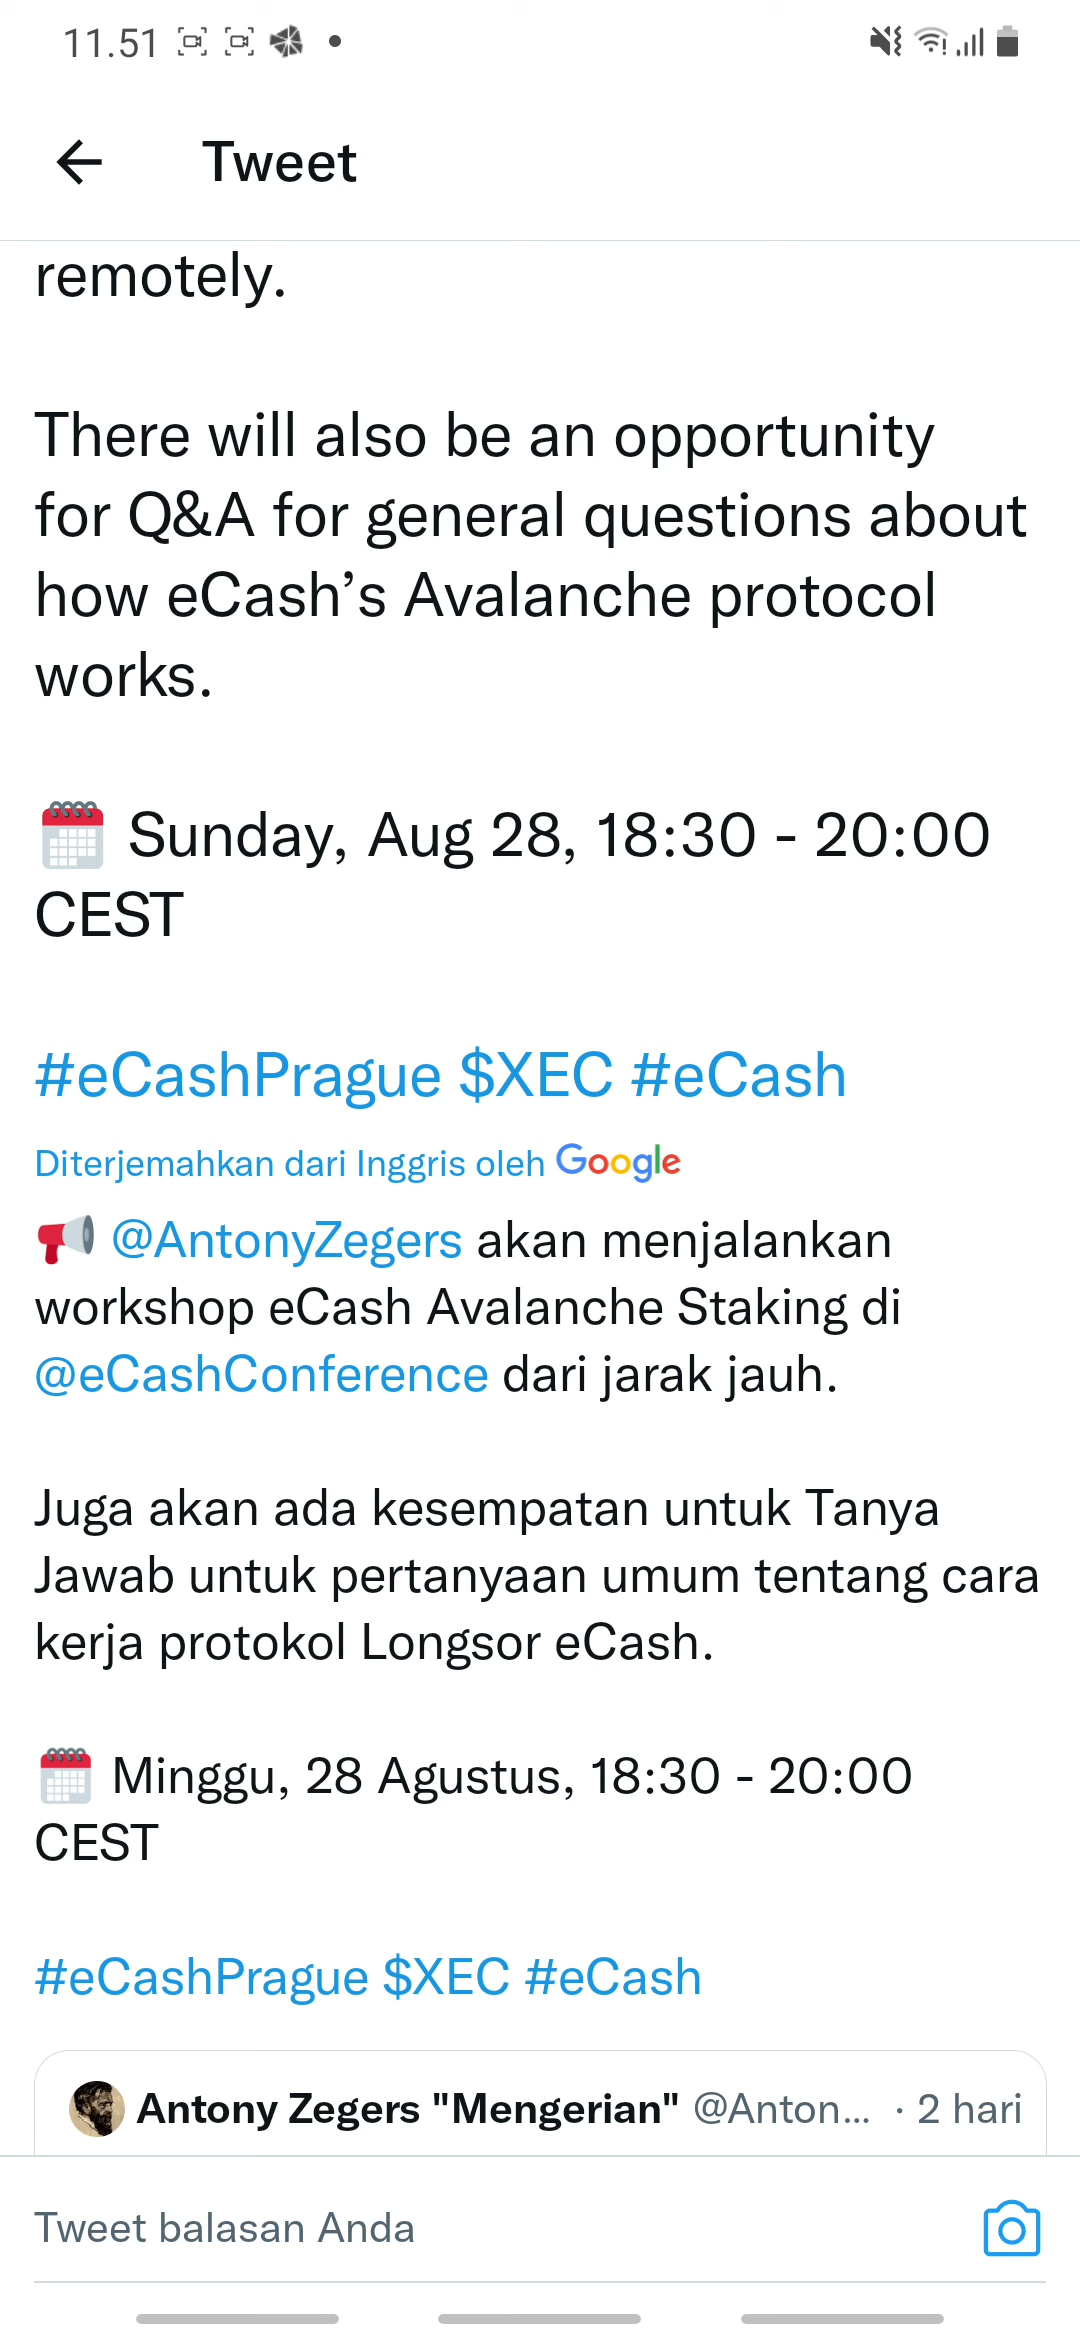 11.51
Tweet
remotely.
There will also be an opportunity
for Q&A for general questions about
how eCash’s Avalanche protocol
works.
Sunday, Aug 28, 18:30 - 20:00
CEST
#eCashPrague $XEC #eCash
Diterjemahkan dari Inggris oleh Google
@AntonyZegers akan menjalankan
workshop eCash Avalanche Staking di
@eCashConference dari jarak jauh.
Juga akan ada kesempatan untuk Tanya
Jawab untuk pertanyaan umum tentang cara
kerja protokol Longsor eCash.
Minggu, 28 Agustus, 18:30 - 20:00
CEST
#eCashPrague $XEC #eCash
Antony Zegers "Mengerian" @Anton... · 2 hari
Tweet balasan Anda